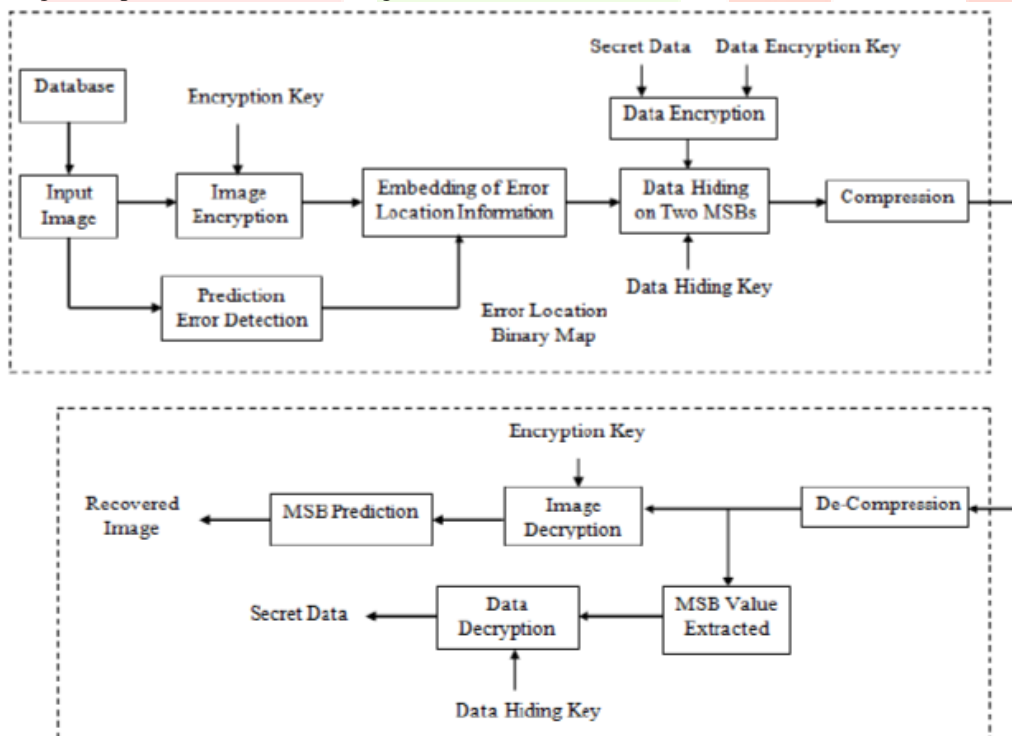 Secret Data
Data Encryption Key
Database
Encryption Key
Data Encryption
Input
Image
Image
Encryption
Embedding of Error
Location Information
Data Hiding
on Two MSBs
Compression
Prediction
Error Detection
Error Location
Binary Map
Data Hiding Key
Encryption Key
Recovered
Image
MSB Prediction
Image
Decryption
De-Compression
Secret Data
Data
Decryption
MSB Value
Extracted
Data Hiding Key